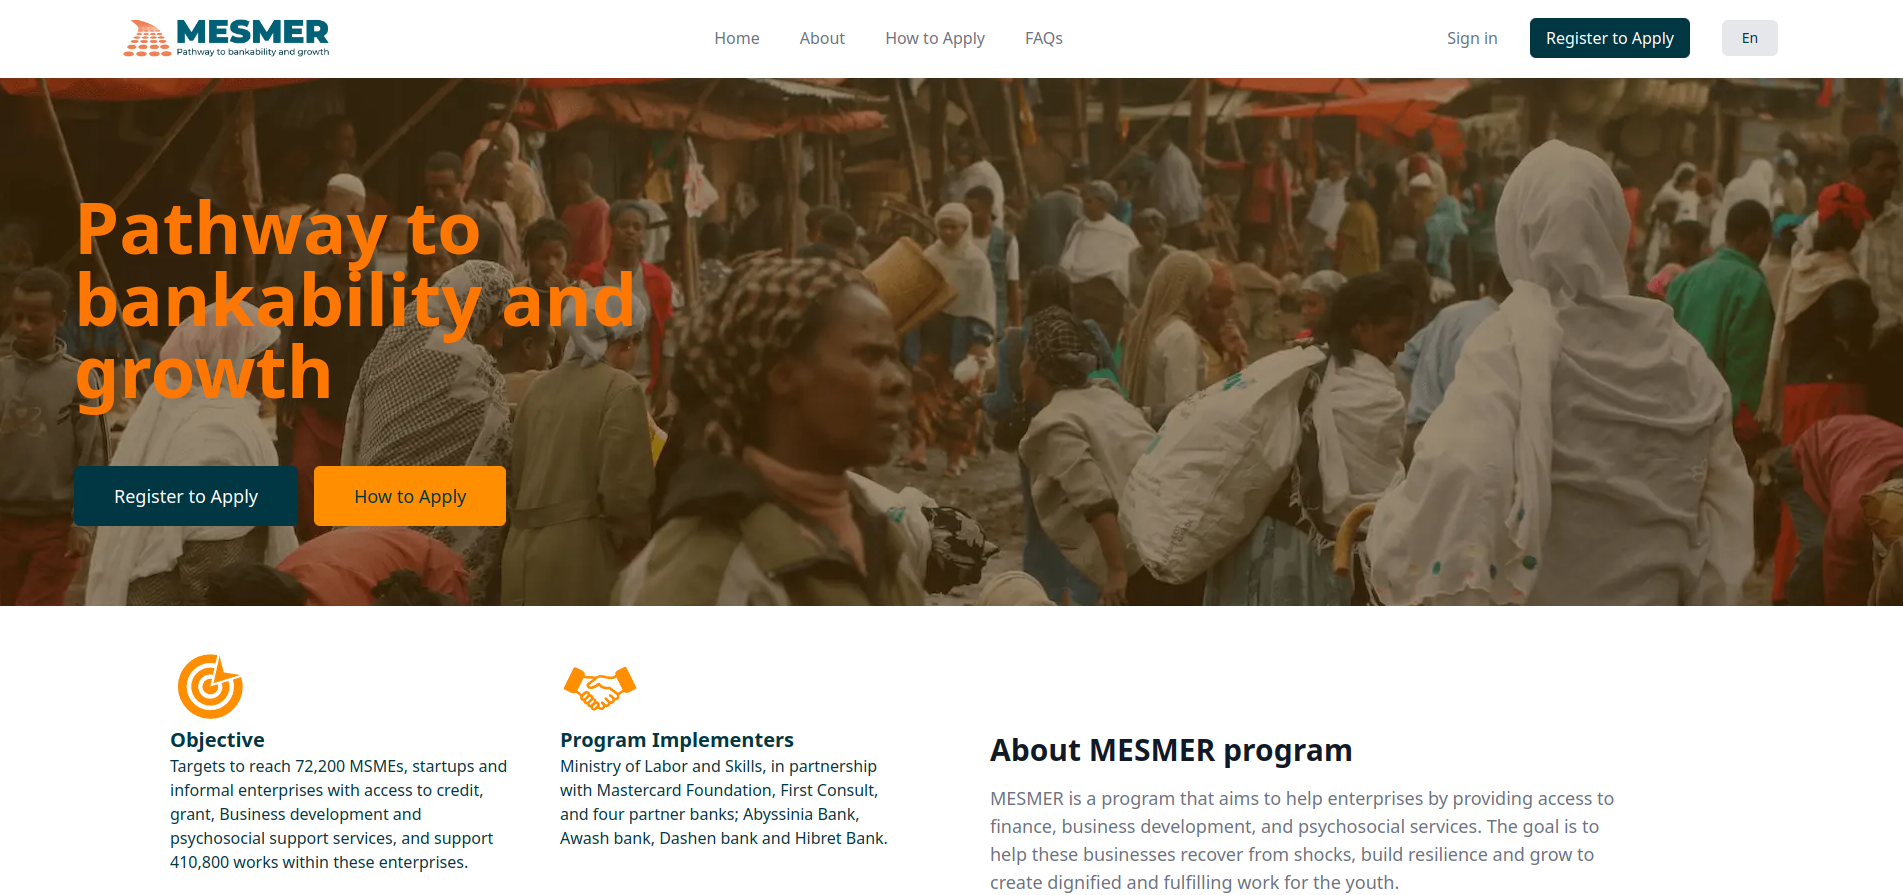 MESMER
Pathway to bankability and growth
Home
About
How to Apply
FAQs
Sign in
Register to Apply
En
Pathway to
bankability and
growth
Register to Apply
How to Apply
Objective
Targets to reach 72,200 MSMEs, startups and
informal enterprises with access to credit,
grant, Business development and
psychosocial support services, and support
410,800 works within these enterprises.
Program Implementers
Ministry of Labor and Skills, in partnership
with Mastercard Foundation, First Consult,
and four partner banks; Abyssinia Bank,
Awash bank, Dashen bank and Hibret Bank.
About MESMER program
MESMER is a program that aims to help enterprises by providing access to
finance, business development, and psychosocial services. The goal is to
help these businesses recover from shocks, build resilience and grow to
create dignified and fulfilling work for the youth.